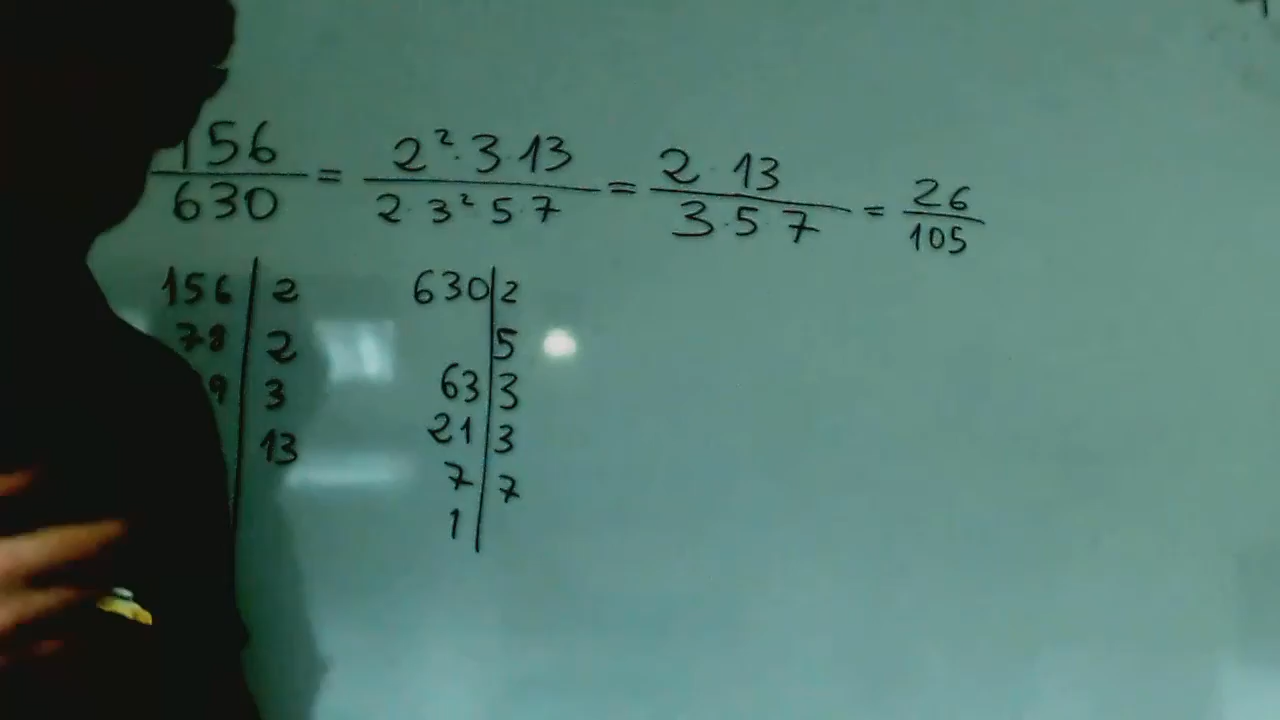 156/630 = 2²·3·13/2·3²·5·7 = 2·13/3·5·7 = 26/105
156 | 2
78 | 2
9 | 3
13
630 | 2
5
63 | 3
21 | 3
7 | 7
1